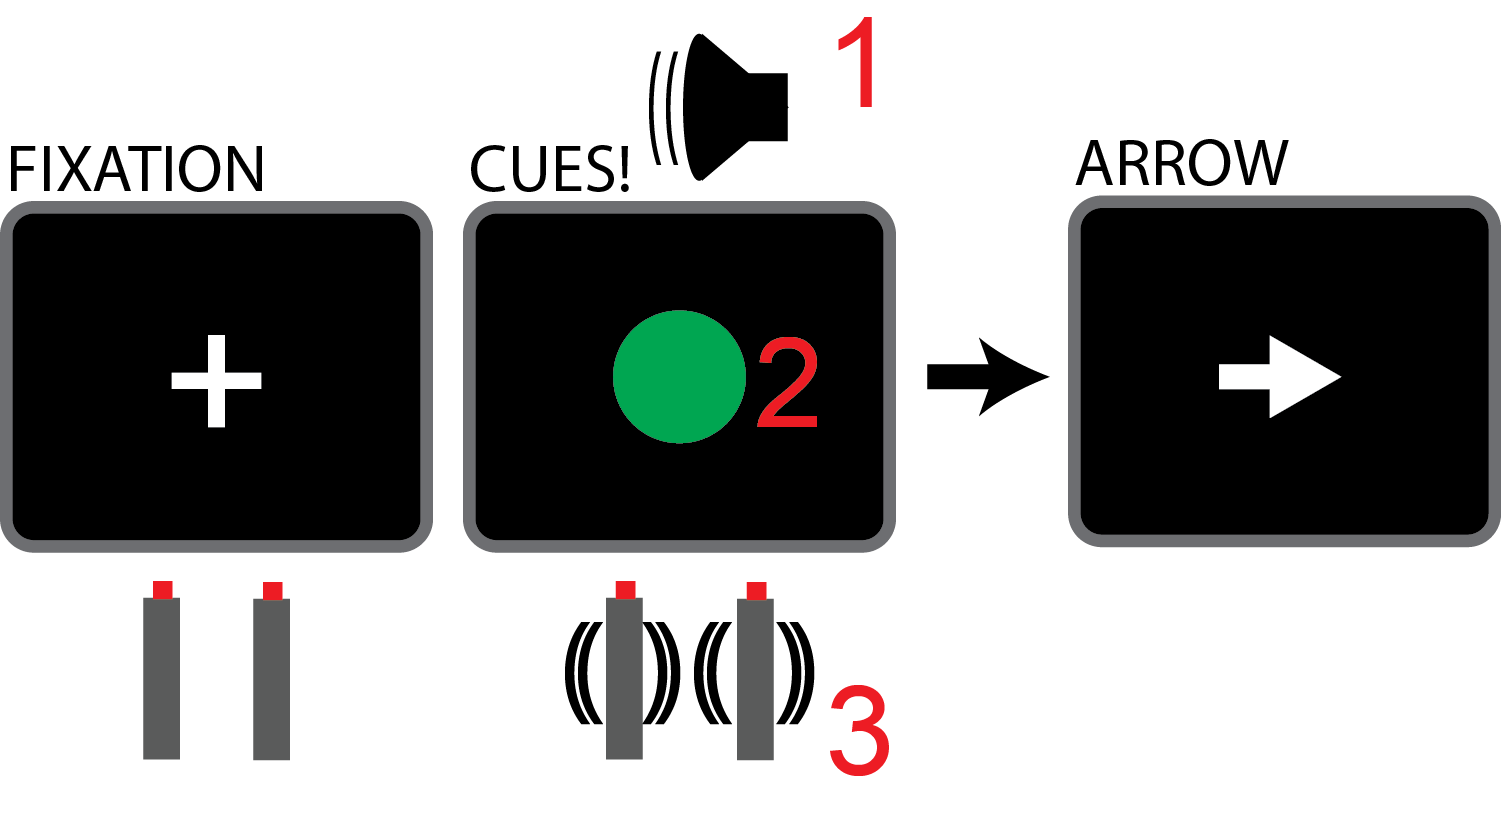 1
FIXATION
CUES!
ARROW
2
3